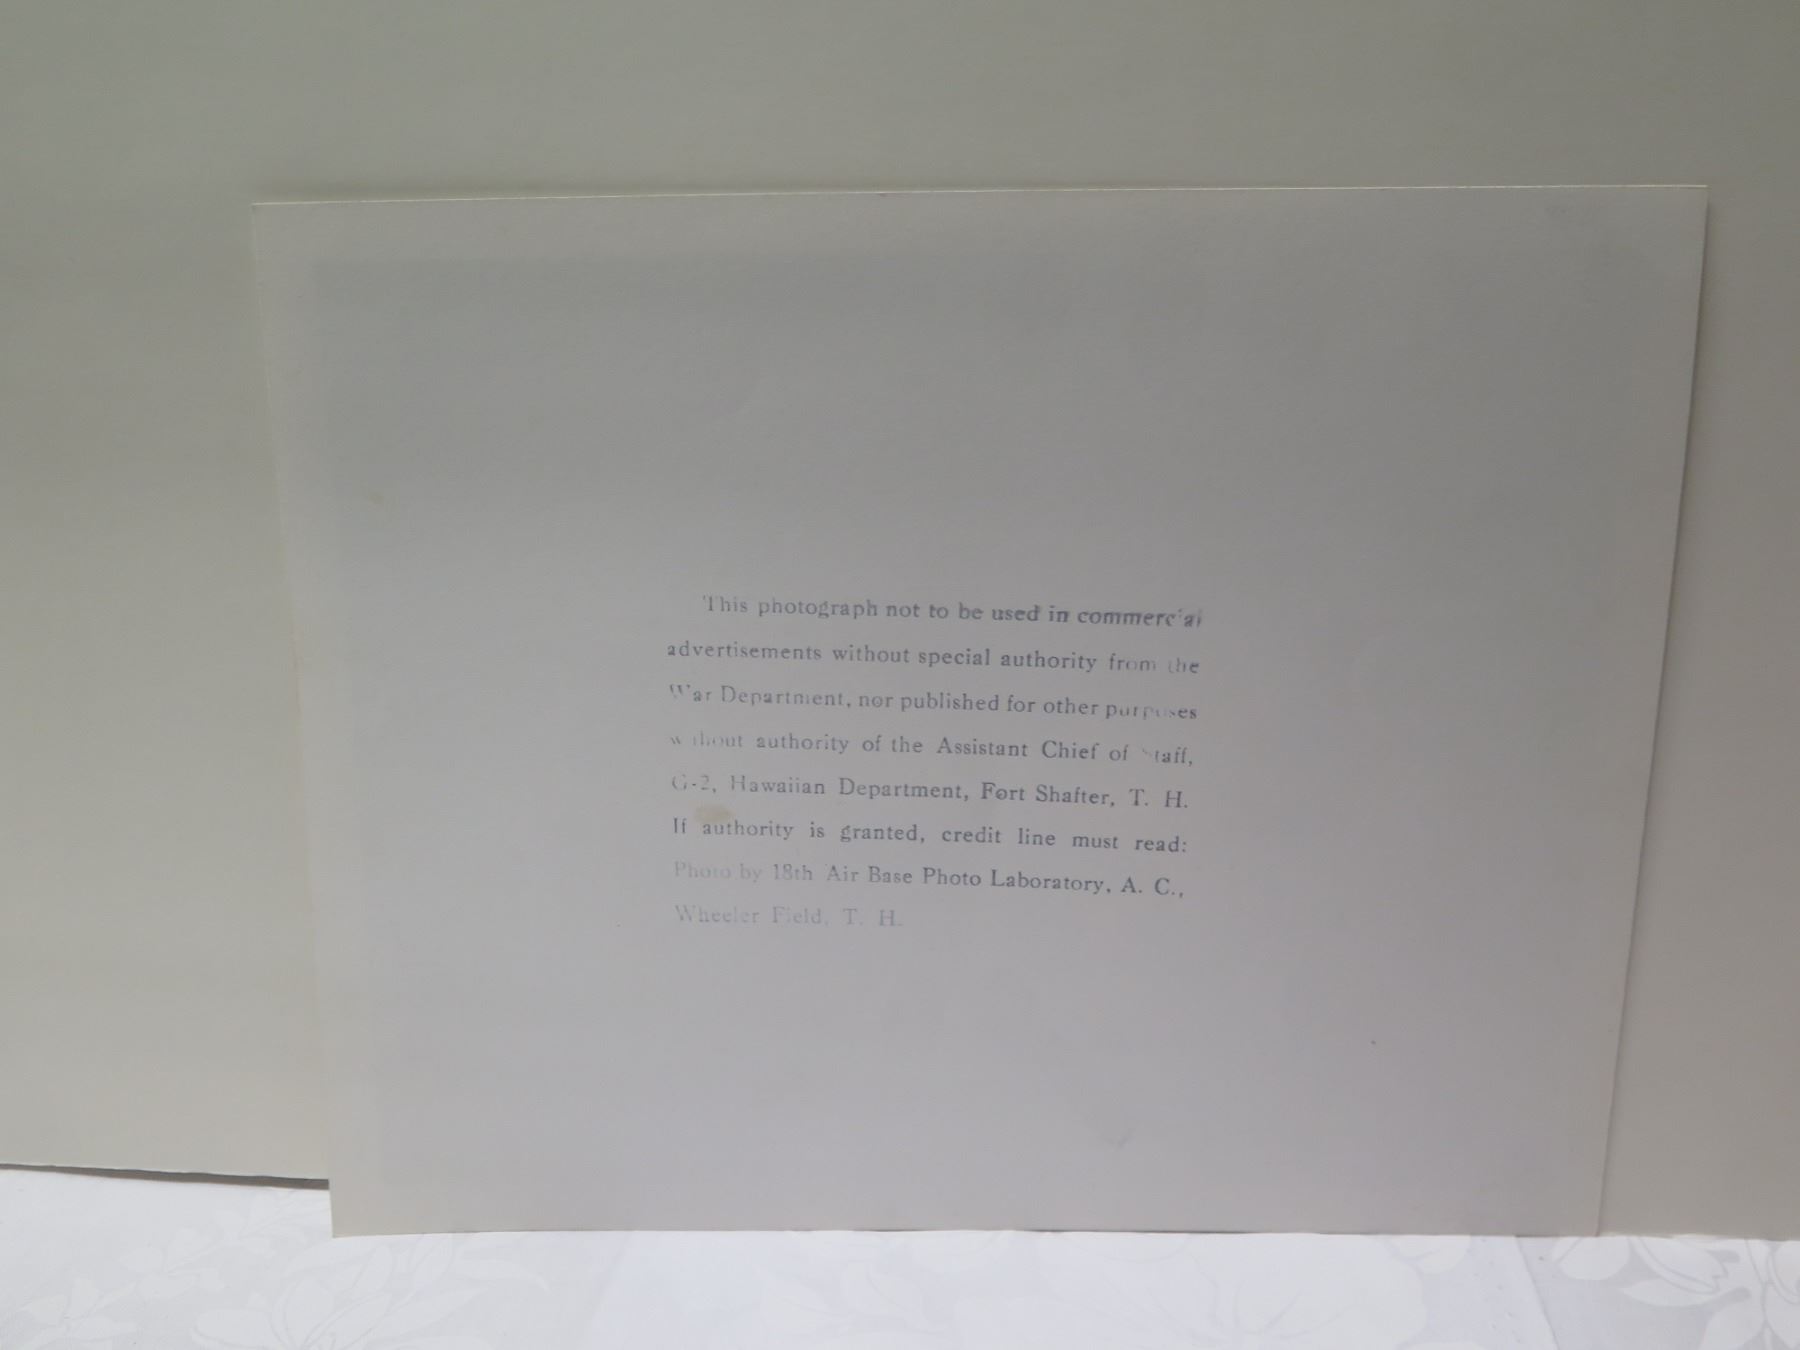 This photograph not to be used in commercial
advertisements without special authority from the
War Department, nor published for other purposes
without authority of the Assistant Chief of Staff,
G-2, Hawaiian Department, Fort Shafter, T. H.
If authority is granted, credit line must read:
Photo by 18th Air Base Photo Laboratory, A. C.,
Wheeler Field, T. H.